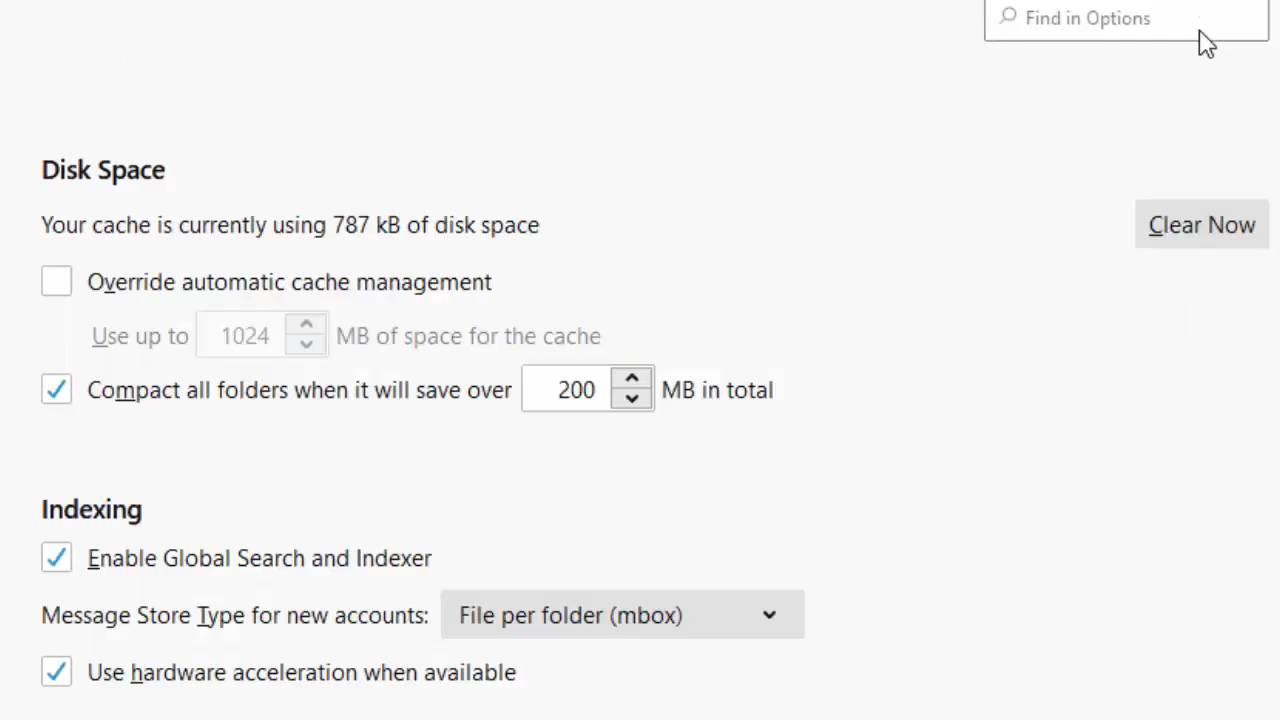 Find in Options
Disk Space
Your cache is currently using 787 kB of disk space
Clear Now
Override automatic cache management
Use up to 1024 MB of space for the cache
Compact all folders when it will save over 200 MB in total
Indexing
Enable Global Search and Indexer
Message Store Type for new accounts: File per folder (mbox)
Use hardware acceleration when available